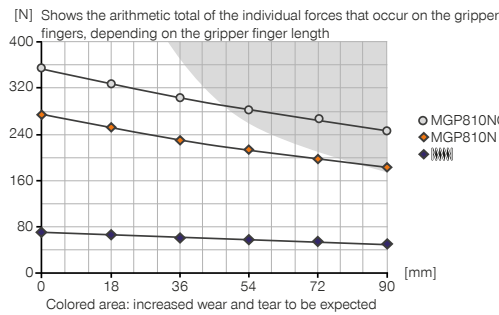 [N] Shows the arithmetic total of the individual forces that occur on the gripper
fingers, depending on the gripper finger length
400
320
240
160
80
0
0 18 36 54 72 90 [mm]
MGP810NC
MGP810N
Colored area: increased wear and tear to be expected